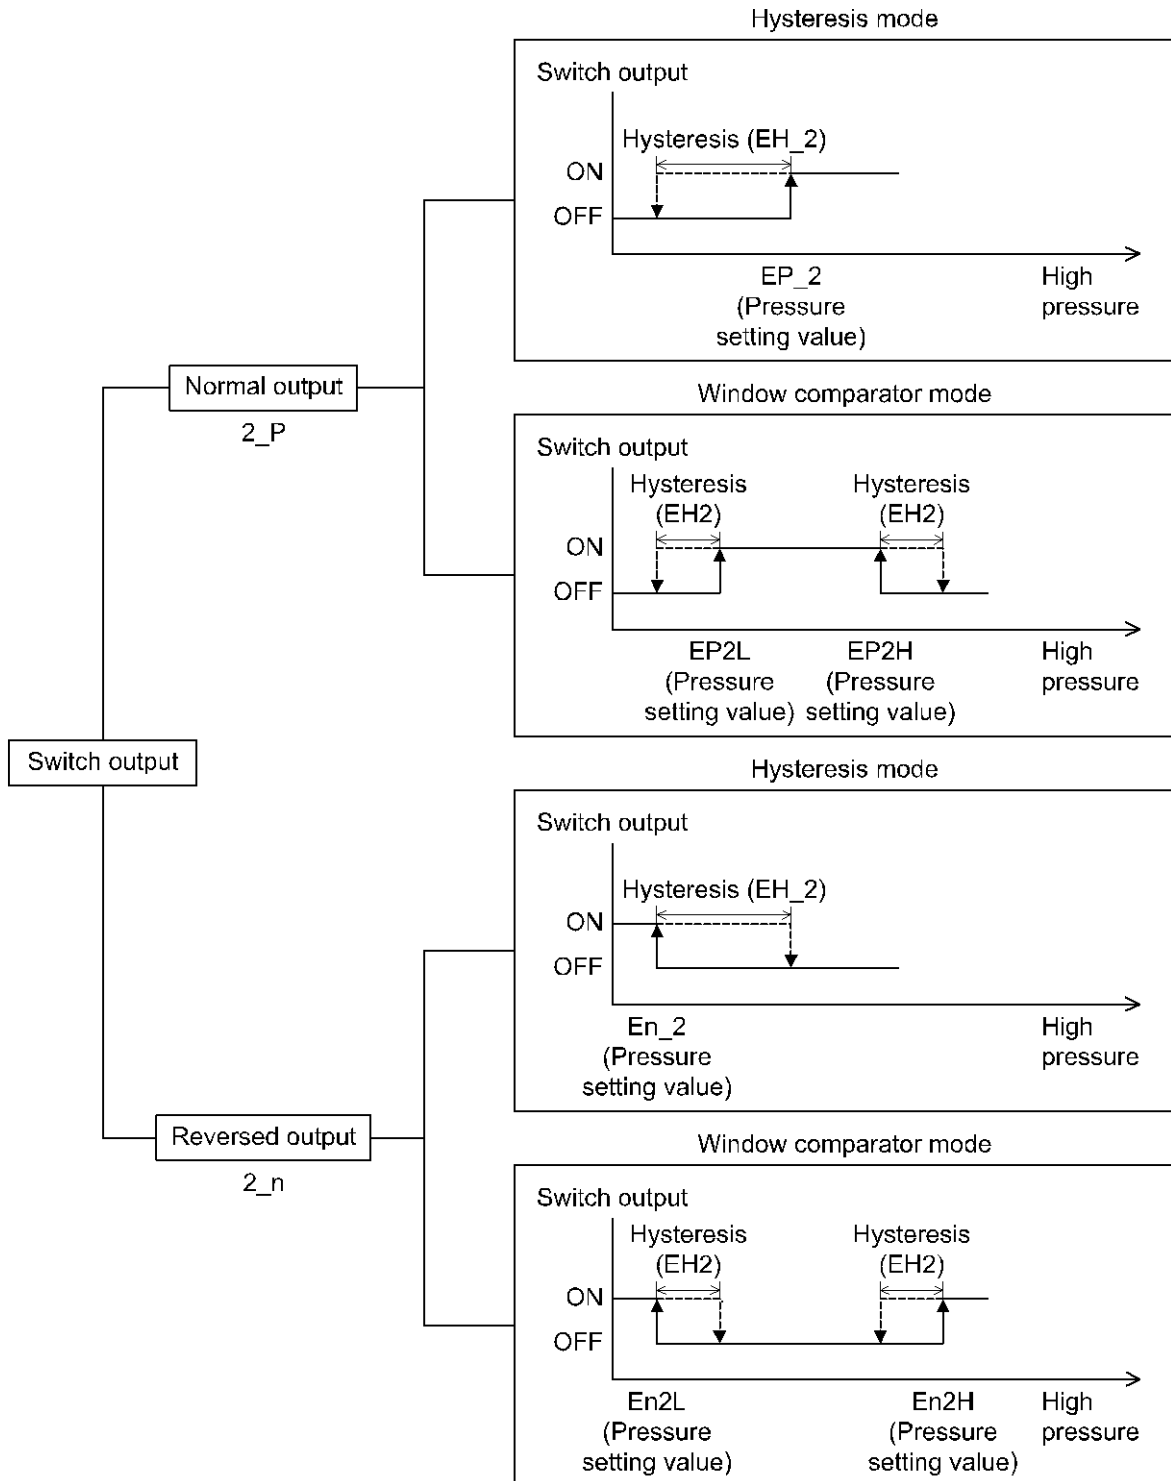 Hysteresis mode
Switch output
Hysteresis (EH_2)
ON
OFF
EP_2
(Pressure
setting value)
High
pressure
Normal output
2_P
Window comparator mode
Switch output
Hysteresis
(EH2)
Hysteresis
(EH2)
ON
OFF
EP2L
(Pressure
setting value)
EP2H
(Pressure
setting value)
High
pressure
Switch output
Hysteresis mode
Switch output
Hysteresis (EH_2)
ON
OFF
En_2
(Pressure
setting value)
High
pressure
Reversed output
2_n
Window comparator mode
Switch output
Hysteresis
(EH2)
Hysteresis
(EH2)
ON
OFF
En2L
(Pressure
setting value)
En2H
(Pressure
setting value)
High
pressure